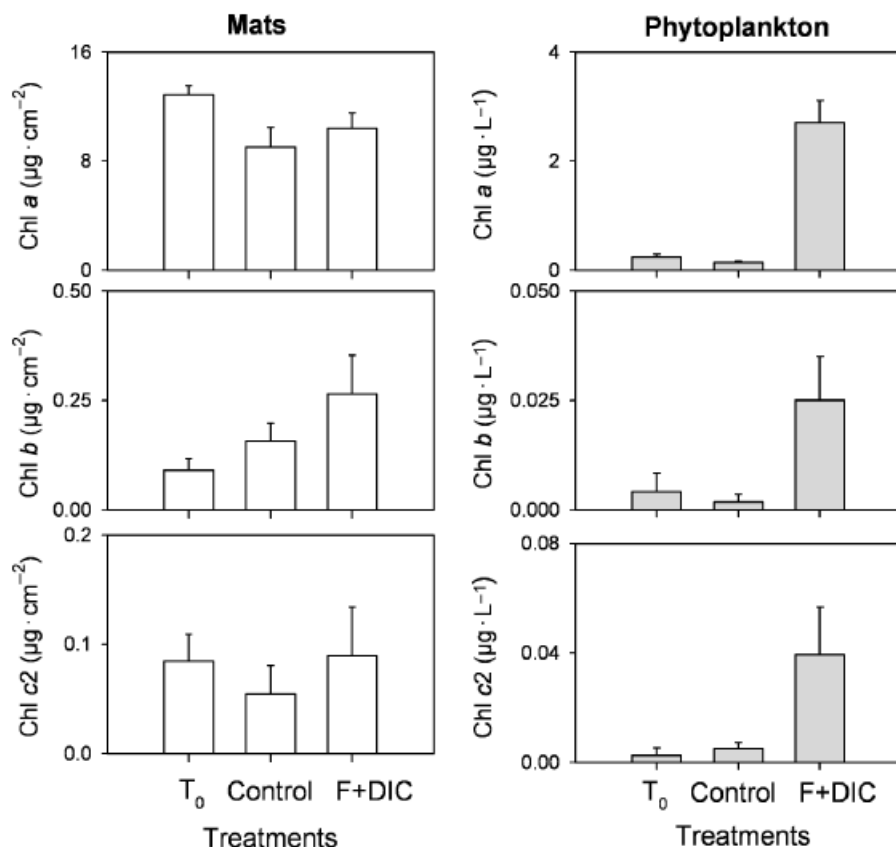 Mats
Phytoplankton
Chl a (µg · cm⁻²)
16
8
0
Chl a (µg · L⁻¹)
4
2
0
Chl b (µg · cm⁻²)
0.50
0.25
0.00
Chl b (µg · L⁻¹)
0.050
0.025
0.000
Chl c2 (µg · cm⁻²)
0.2
0.1
0.0
Chl c2 (µg · L⁻¹)
0.08
0.04
0.00
T₀ Control F+DIC
Treatments
T₀ Control F+DIC
Treatments